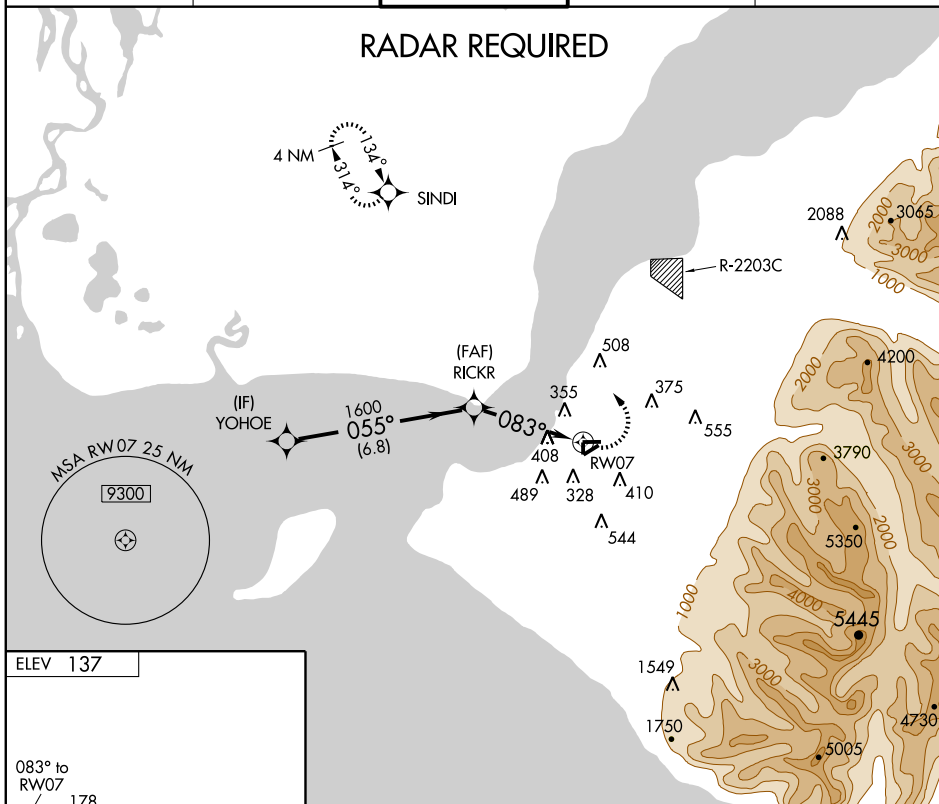 RADAR REQUIRED
4 NM
134°
314°
SINDI
2088
2000
3065
3000
1000
R-2203C
(FAF)
RICKR
508
2000
4200
(IF)
YOHOE
1600
055°
(6.8)
083°
355
375
555
408
RW07
489
328
410
544
3790
3000
3000
2000
5350
MSA RW07 25 NM
9300
1000
4000
5445
3000
1549
1750
4730
5005
ELEV 137
083° to
RW07
178